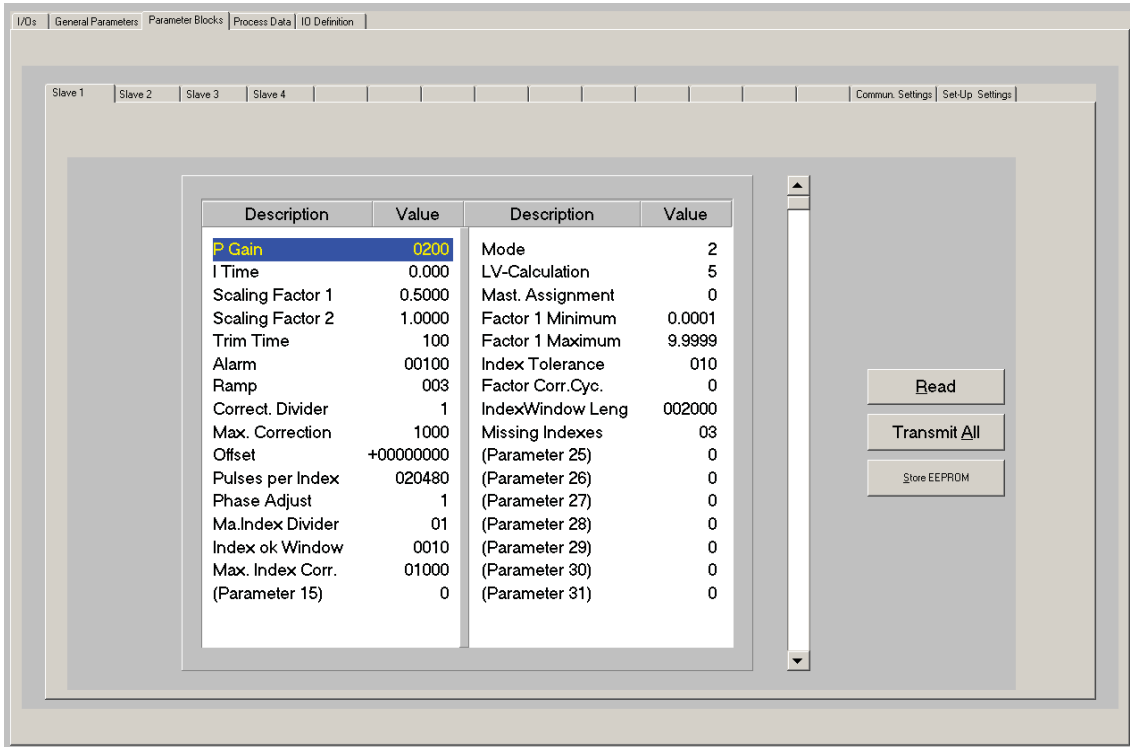 I/Os General Parameters Parameter Blocks Process Data IO Definition
Slave 1 Slave 2 Slave 3 Slave 4 Commun. Settings Set-Up Settings
Description Value Description Value
P Gain 0200 Mode 2
I Time 0.000 LV-Calculation 5
Scaling Factor 1 0.5000 Mast. Assignment 0
Scaling Factor 2 1.0000 Factor 1 Minimum 0.0001
Trim Time 100 Factor 1 Maximum 9.9999
Alarm 00100 Index Tolerance 010
Ramp 003 Factor Corr.Cyc. 0
Correct. Divider 1 IndexWindow Leng 002000
Max. Correction 1000 Missing Indexes 03
Offset +00000000 (Parameter 25) 0
Pulses per Index 020480 (Parameter 26) 0
Phase Adjust 1 (Parameter 27) 0
Ma.Index Divider 01 (Parameter 28) 0
Index ok Window 0010 (Parameter 29) 0
Max. Index Corr. 01000 (Parameter 30) 0
(Parameter 15) 0 (Parameter 31) 0
Read
Transmit All
Store EEPROM